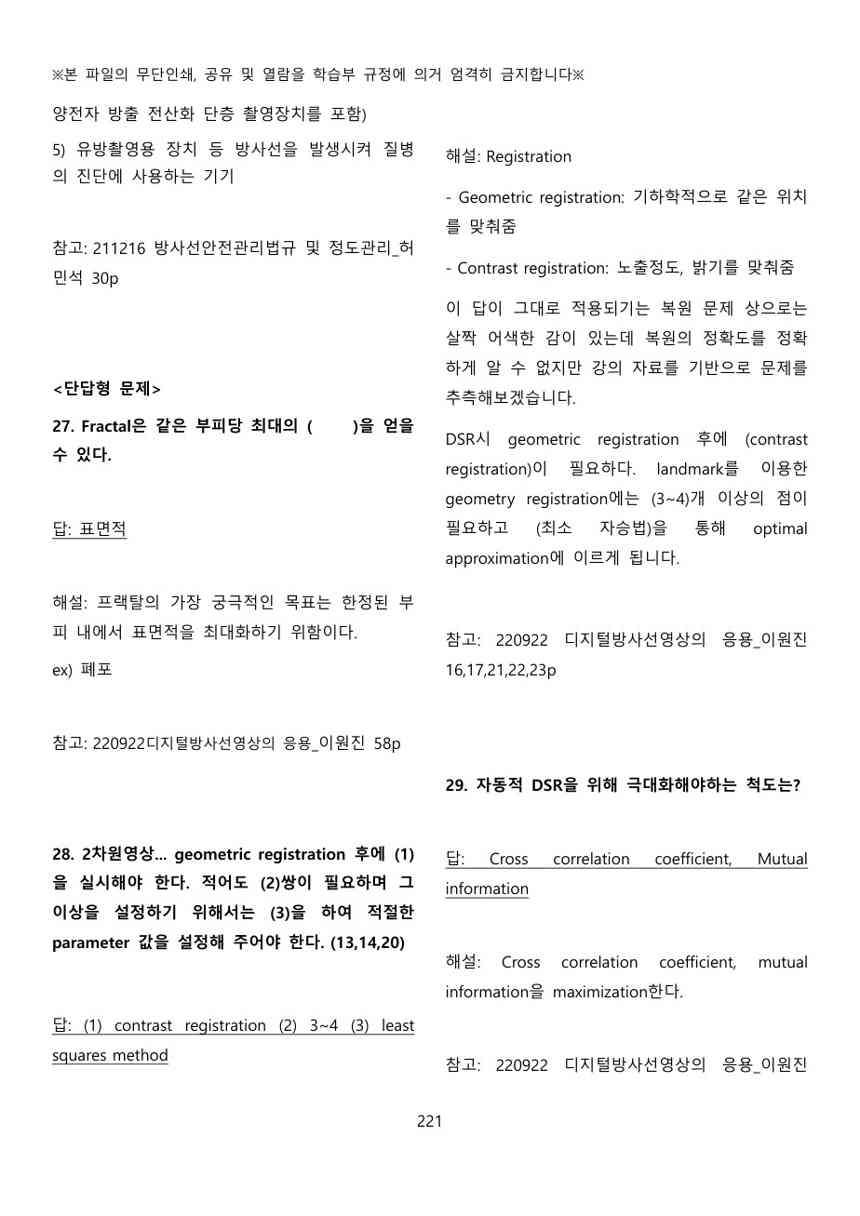 ※본 파일의 무단인쇄, 공유 및 열람을 학습부 규정에 의거 엄격히 금지합니다※
양전자 방출 전산화 단층 촬영장치를 포함)
5) 유방촬영용 장치 등 방사선을 발생시켜 질병
의 진단에 사용하는 기기
참고: 211216 방사선안전관리법규 및 정도관리_허
민석 30p
<단답형 문제>
27. Fractal은 같은 부피당 최대의 (    )을 얻을
수 있다.
답: 표면적
해설: 프랙탈의 가장 궁극적인 목표는 한정된 부
피 내에서 표면적을 최대화하기 위함이다.
ex) 폐포
참고: 220922디지털방사선영상의 응용_이원진 58p
28. 2차원영상... geometric registration 후에 (1)
을 실시해야 한다. 적어도 (2)쌍이 필요하며 그
이상을 설정하기 위해서는 (3)을 하여 적절한
parameter 값을 설정해 주어야 한다. (13,14,20)
답: (1) contrast registration (2) 3~4 (3) least
squares method
해설: Registration
- Geometric registration: 기하학적으로 같은 위치
를 맞춰줌
- Contrast registration: 노출정도, 밝기를 맞춰줌
이 답이 그대로 적용되기는 복원 문제 상으로는
살짝 어색한 감이 있는데 복원의 정확도를 정확
하게 알 수 없지만 강의 자료를 기반으로 문제를
추측해보겠습니다.
DSR시 geometric registration 후에 (contrast
registration)이 필요하다. landmark를 이용한
geometry registration에는 (3~4)개 이상의 점이
필요하고 (최소 자승법)을 통해 optimal
approximation에 이르게 됩니다.
참고: 220922 디지털방사선영상의 응용_이원진
16,17,21,22,23p
29. 자동적 DSR을 위해 극대화해야하는 척도는?
답: Cross correlation coefficient, Mutual
information
해설: Cross correlation coefficient, mutual
information을 maximization한다.
참고: 220922 디지털방사선영상의 응용_이원진
221